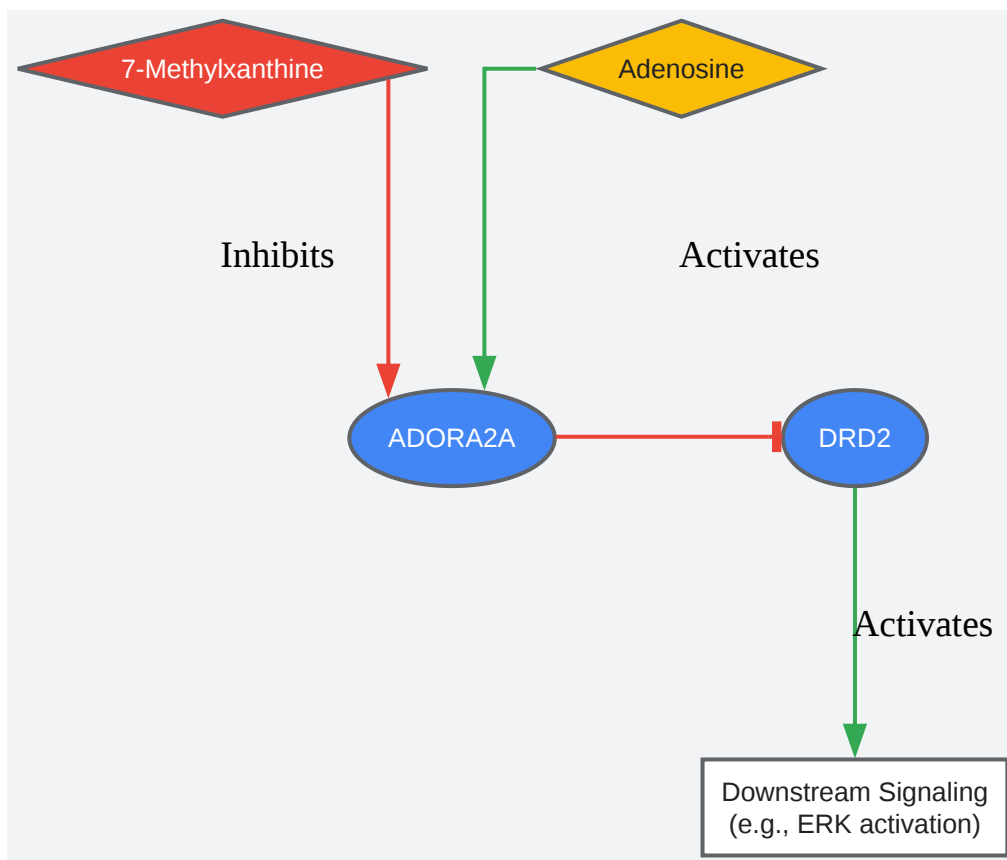 7-Methylxanthine
Adenosine
Inhibits
Activates
ADORA2A
DRD2
Activates
Downstream Signaling
(e.g., ERK activation)